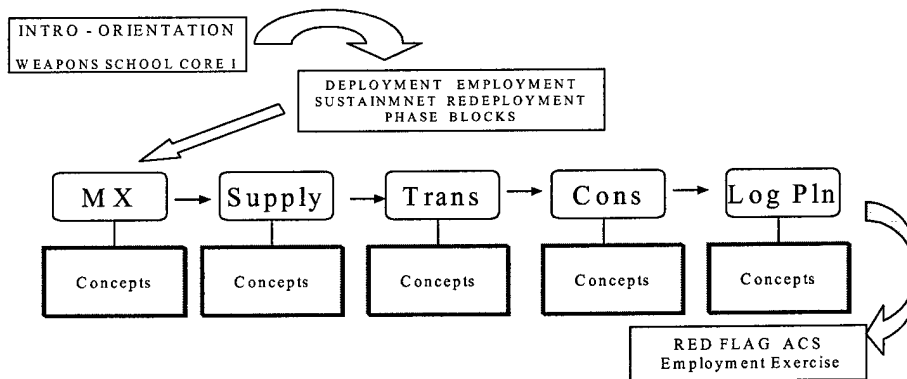 INTRO - ORIENTATION
WEAPONS SCHOOL CORE I
DEPLOYMENT EMPLOYMENT
SUSTAINMNET REDEPLOYMENT
PHASE BLOCKS
MX
Supply
Trans
Cons
Log Pln
Concepts
Concepts
Concepts
Concepts
Concepts
RED FLAG ACS
Employment Exercise